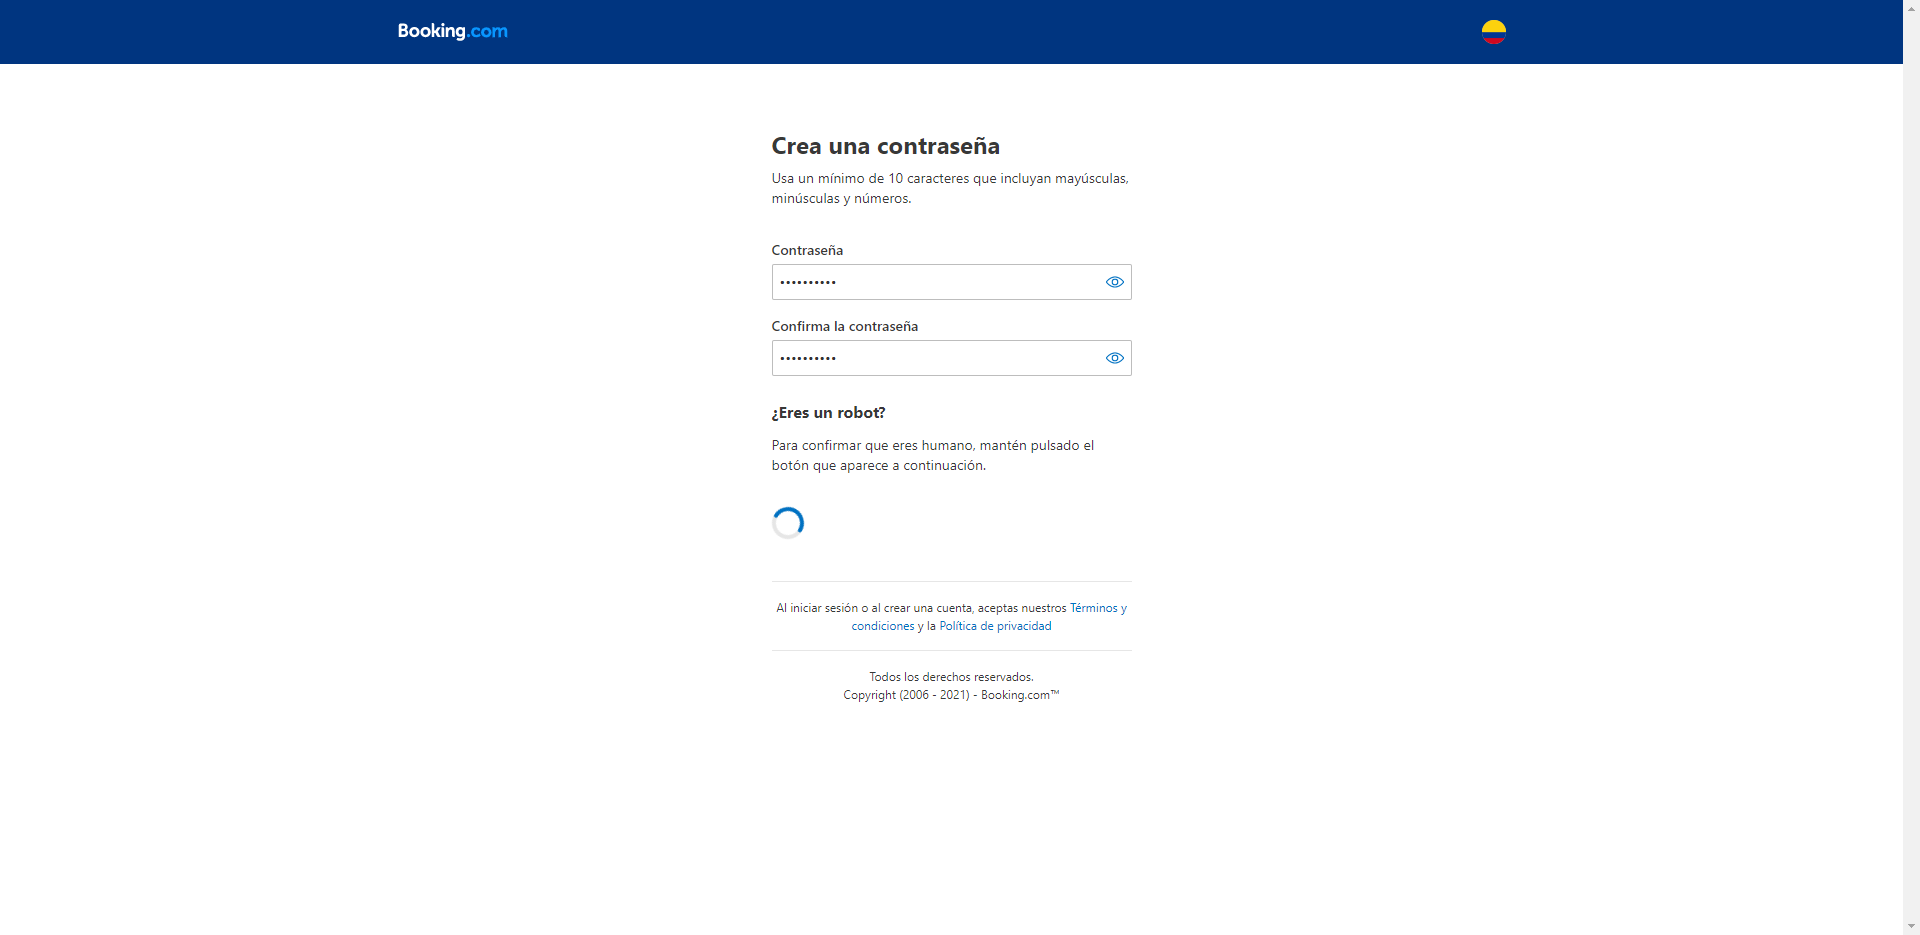 Booking.com
Crea una contraseña
Usa un mínimo de 10 caracteres que incluyan mayúsculas,
minúsculas y números.
Contraseña
••••••••••
Confirma la contraseña
••••••••••
¿Eres un robot?
Para confirmar que eres humano, mantén pulsado el
botón que aparece a continuación.
Al iniciar sesión o al crear una cuenta, aceptas nuestros Términos y
condiciones y la Política de privacidad
Todos los derechos reservados.
Copyright (2006 - 2021) - Booking.com™